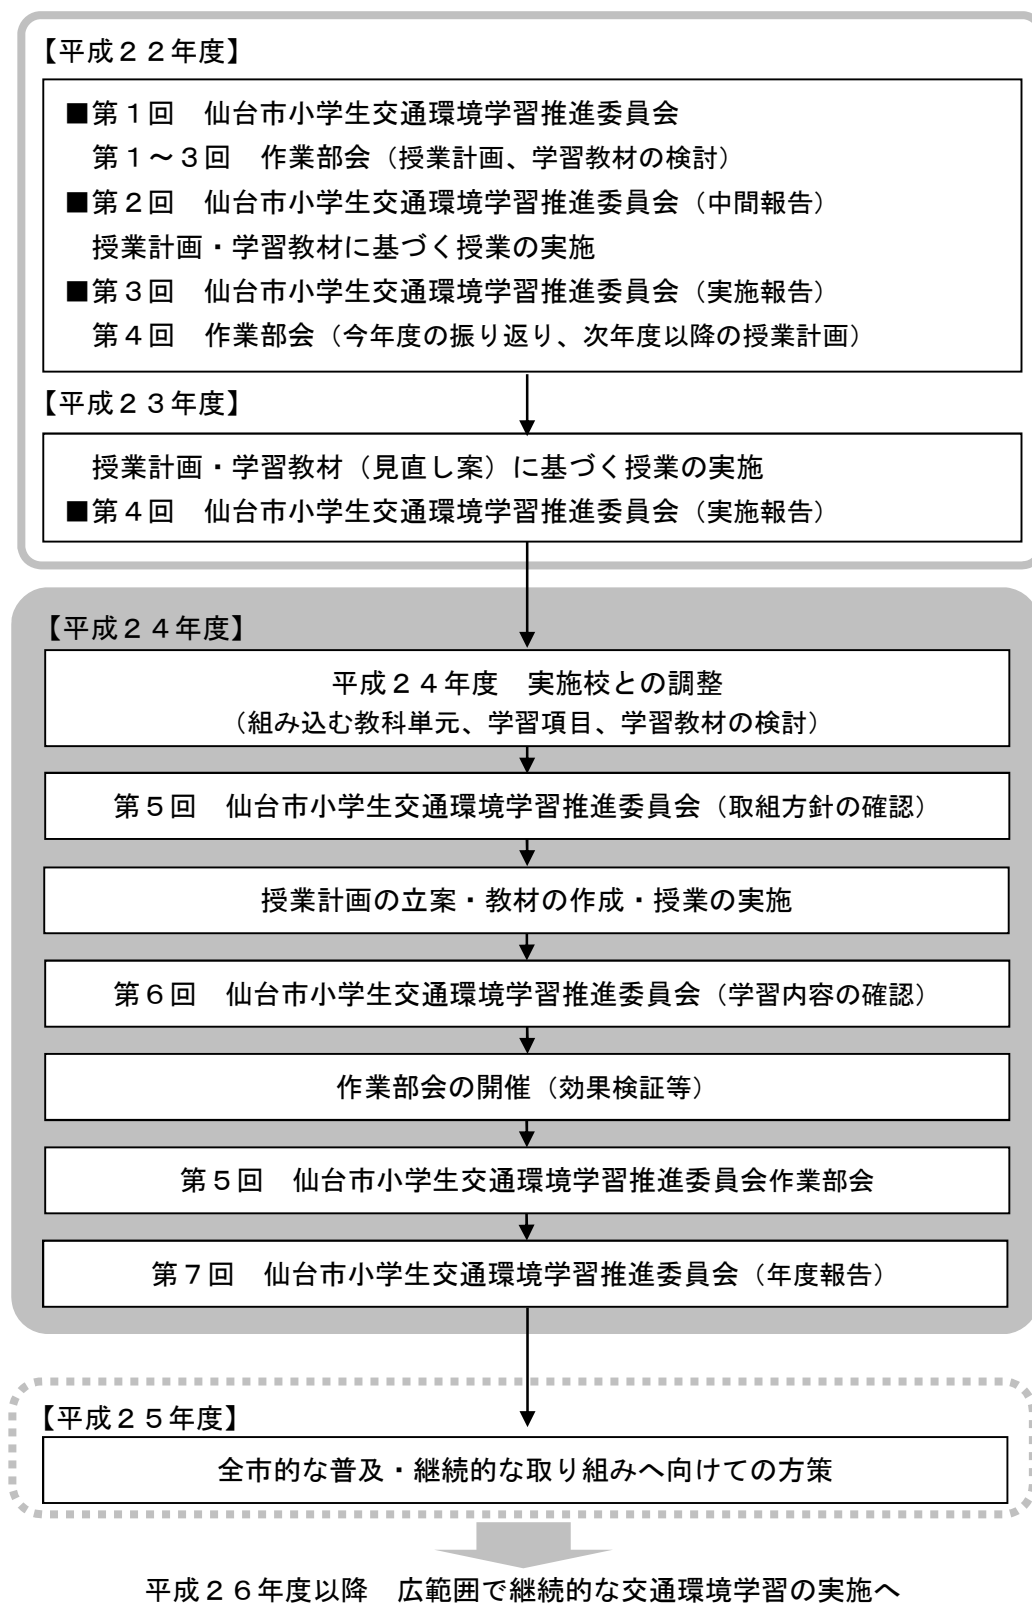 【平成２２年度】
■第１回　仙台市小学生交通環境学習推進委員会
第１～３回　作業部会（授業計画、学習教材の検討）
■第２回　仙台市小学生交通環境学習推進委員会（中間報告）
授業計画・学習教材に基づく授業の実施
■第３回　仙台市小学生交通環境学習推進委員会（実施報告）
第４回　作業部会（今年度の振り返り、次年度以降の授業計画）
【平成２３年度】
授業計画・学習教材（見直し案）に基づく授業の実施
■第４回　仙台市小学生交通環境学習推進委員会（実施報告）
【平成２４年度】
平成２４年度　実施校との調整
（組み込む教科単元、学習項目、学習教材の検討）
第５回　仙台市小学生交通環境学習推進委員会（取組方針の確認）
授業計画の立案・教材の作成・授業の実施
第６回　仙台市小学生交通環境学習推進委員会（学習内容の確認）
作業部会の開催（効果検証等）
第５回　仙台市小学生交通環境学習推進委員会作業部会
第７回　仙台市小学生交通環境学習推進委員会（年度報告）
【平成２５年度】
全市的な普及・継続的な取り組みへ向けての方策
平成２６年度以降　広範囲で継続的な交通環境学習の実施へ